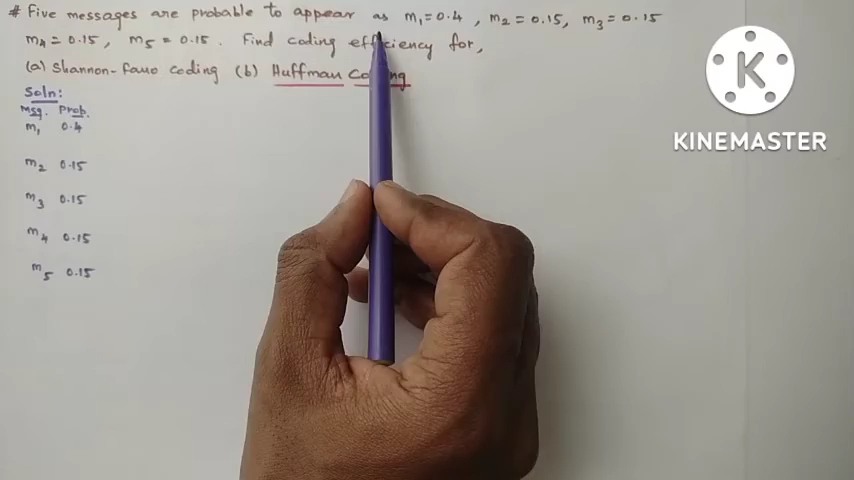 # Five messages are probable to appear as m1 = 0.4, m2 = 0.15, m3 = 0.15
m4 = 0.15, m5 = 0.15. Find coding efficiency for,
(a) Shannon-fano coding (b) Huffman Coding
Soln:
Msg. Prob.
m1 0.4
m2 0.15
m3 0.15
m4 0.15
m5 0.15
K
KINEMASTER